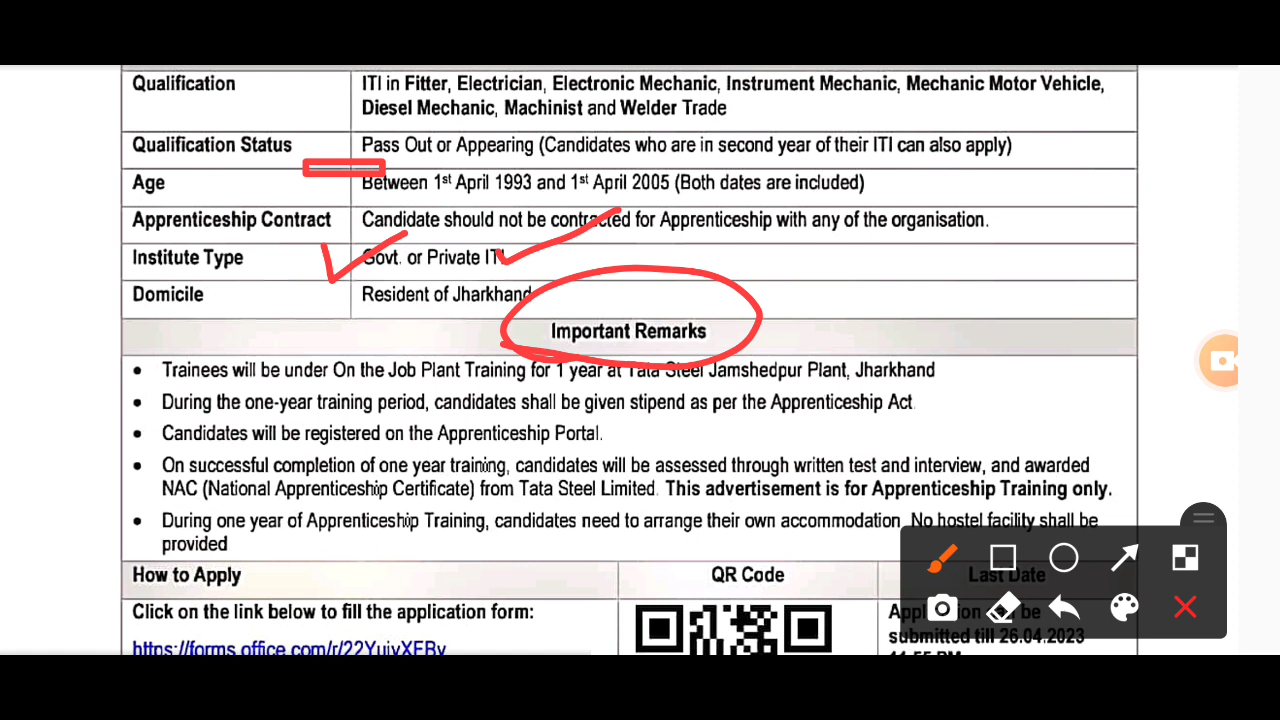 Qualification
ITI in Fitter, Electrician, Electronic Mechanic, Instrument Mechanic, Mechanic Motor Vehicle,
Diesel Mechanic, Machinist and Welder Trade
Qualification Status
Pass Out or Appearing (Candidates who are in second year of their ITI can also apply)
Age
Between 1st April 1993 and 1st April 2005 (Both dates are included)
Apprenticeship Contract
Candidate should not be contracted for Apprenticeship with any of the organisation.
Institute Type
Govt. or Private ITI
Domicile
Resident of Jharkhand
Important Remarks
• Trainees will be under On the Job Plant Training for 1 year at Tata Steel Jamshedpur Plant, Jharkhand
• During the one-year training period, candidates shall be given stipend as per the Apprenticeship Act.
• Candidates will be registered on the Apprenticeship Portal.
• On successful completion of one year training, candidates will be assessed through written test and interview, and awarded
NAC (National Apprenticeship Certificate) from Tata Steel Limited. This advertisement is for Apprenticeship Training only.
• During one year of Apprenticeship Training, candidates need to arrange their own accommodation. No hostel facility shall be
provided
How to Apply
QR Code
Last Date
Click on the link below to fill the application form:
be
submitted till 26.04.2023
11:55 PM